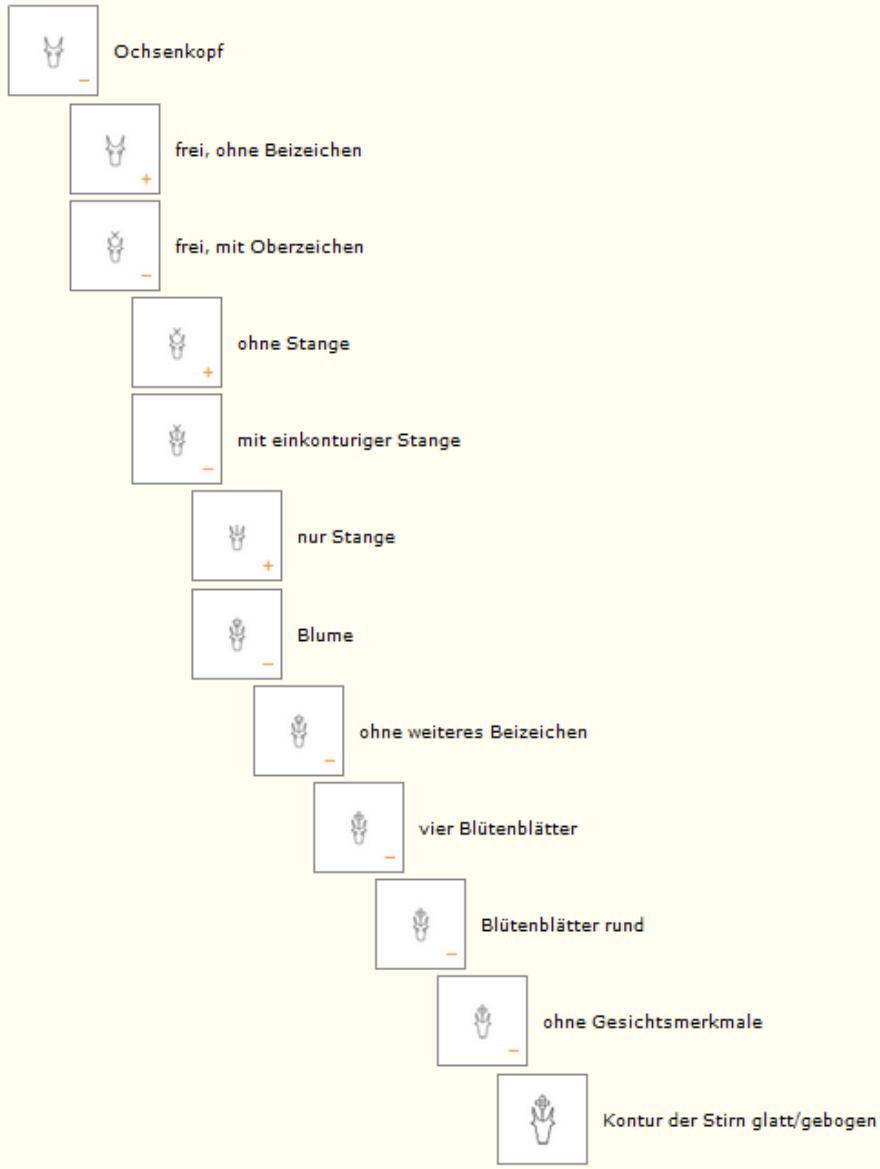 Ochsenkopf
frei, ohne Beizeichen
frei, mit Oberzeichen
ohne Stange
mit einkonturiger Stange
nur Stange
Blume
ohne weiteres Beizeichen
vier Blütenblätter
Blütenblätter rund
ohne Gesichtsmerkmale
Kontur der Stirn glatt/gebogen